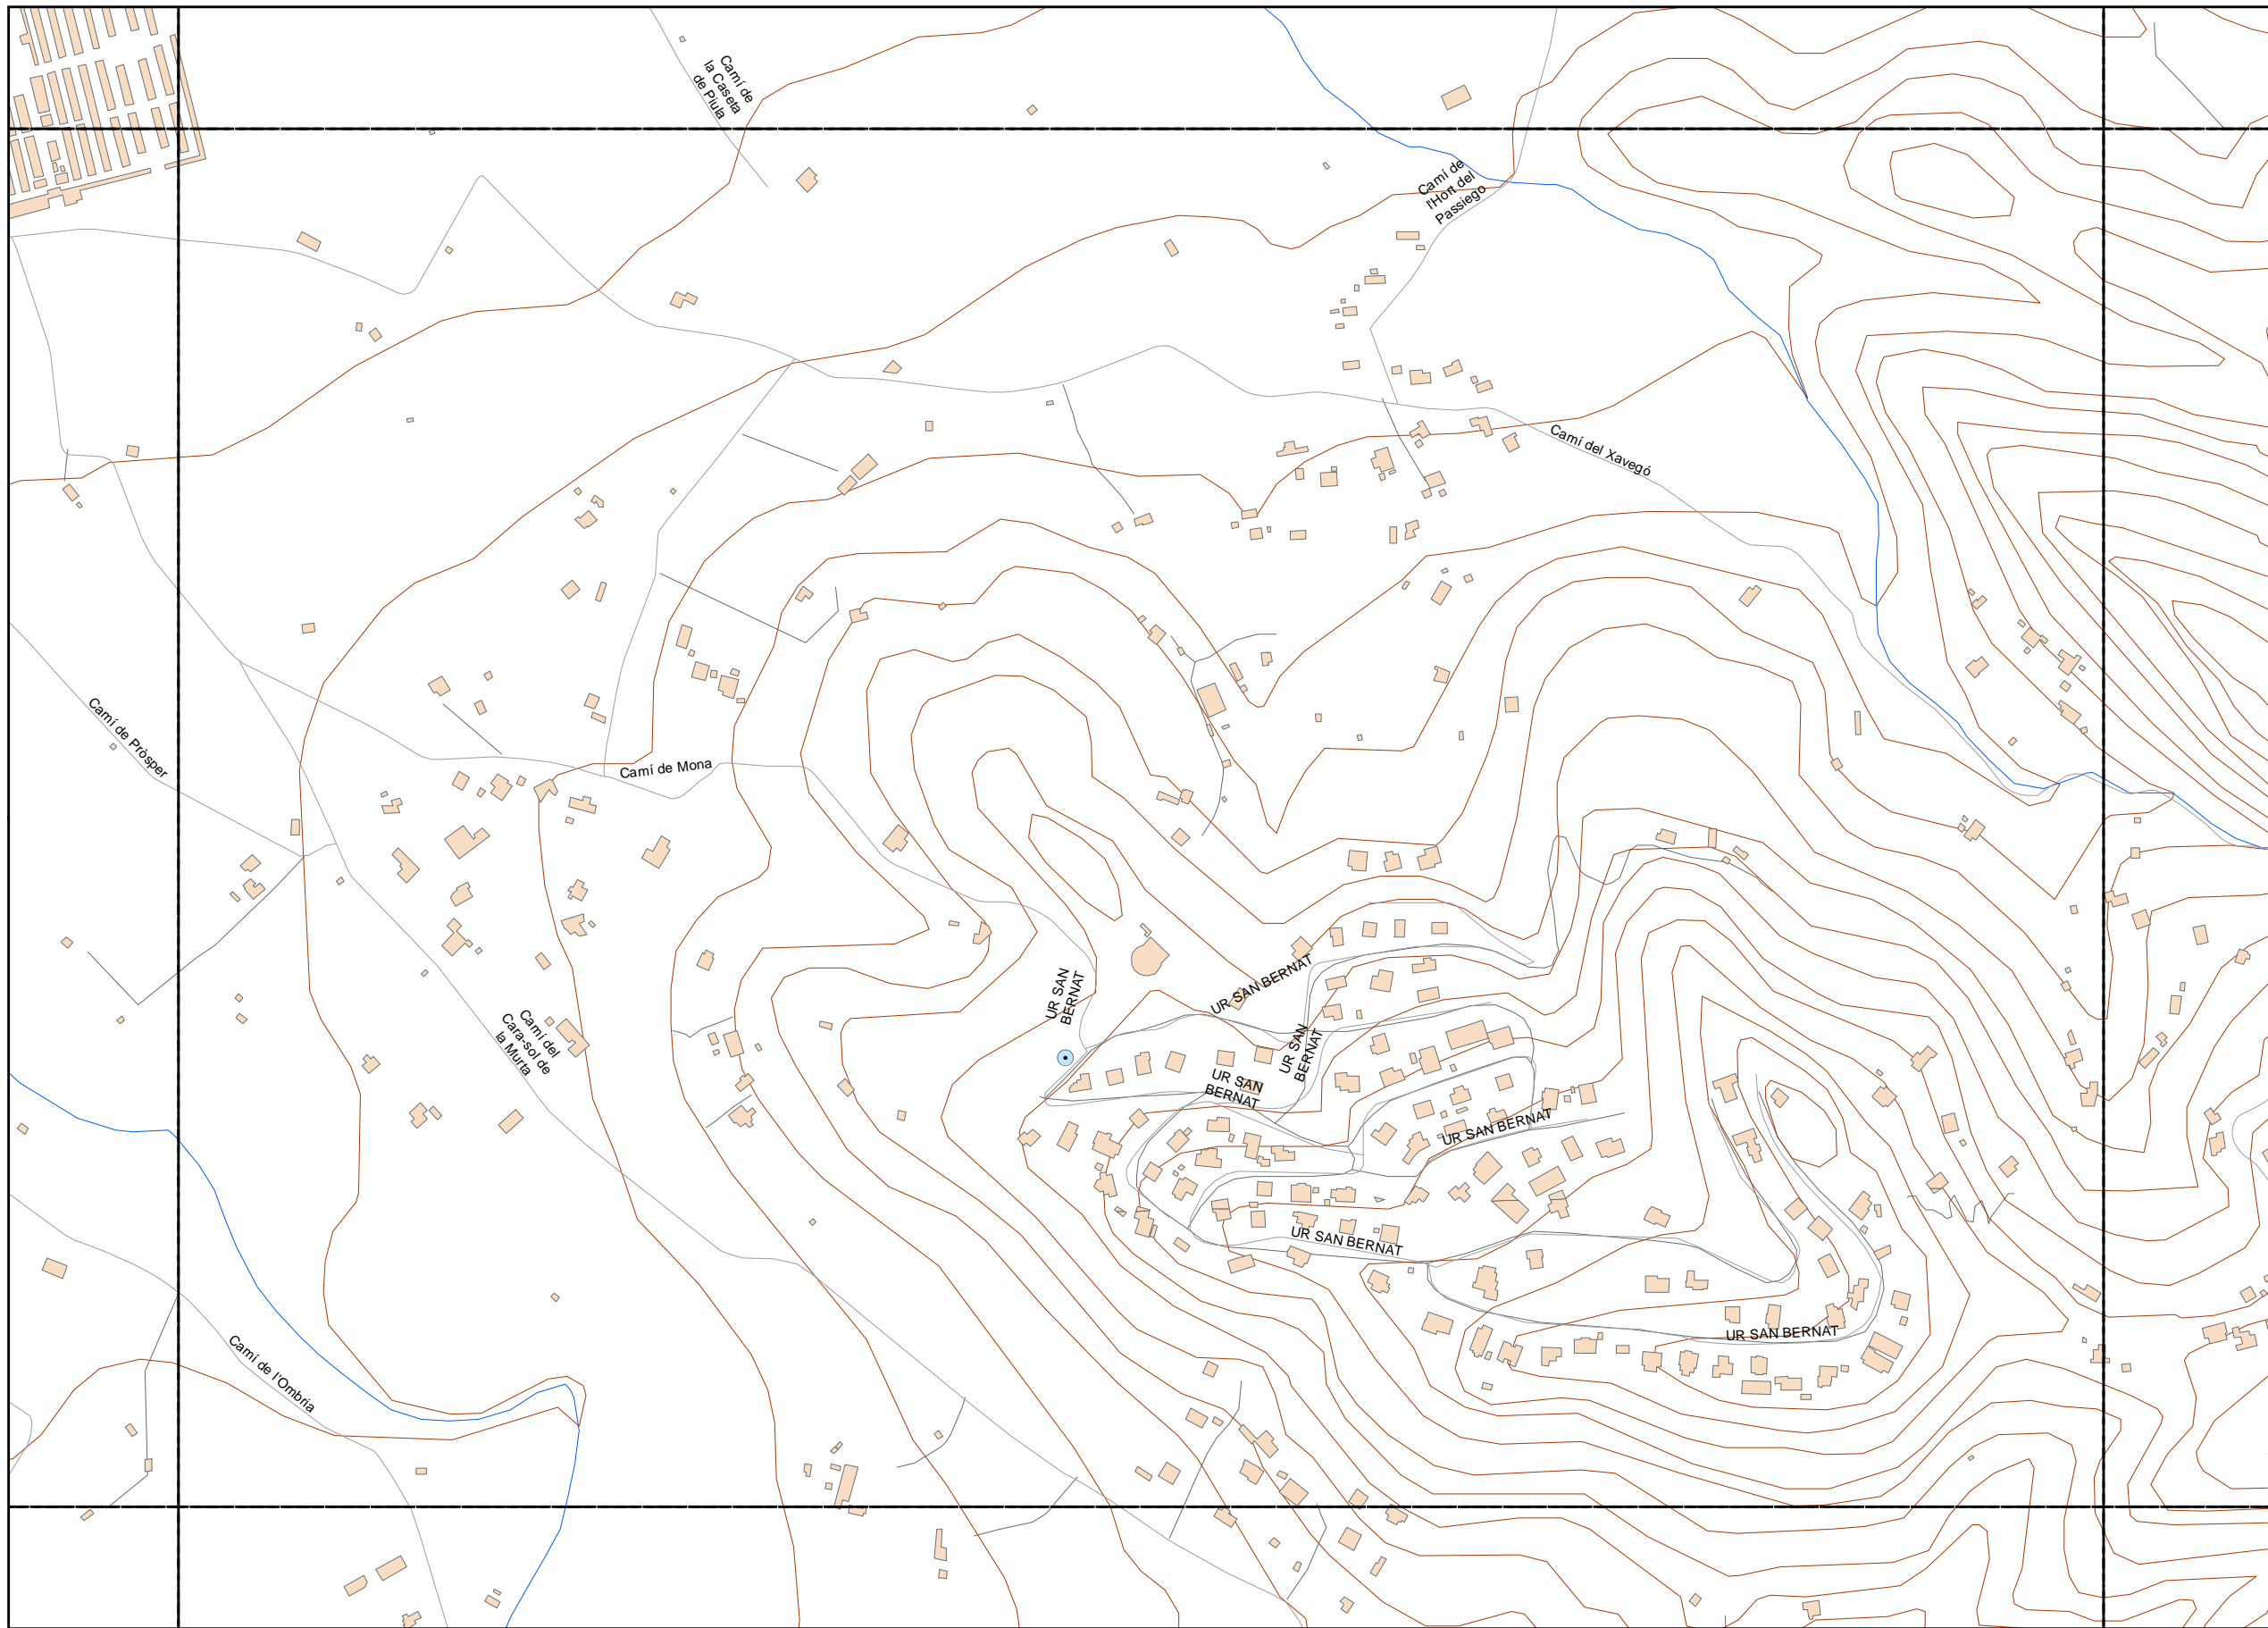 Camí de
la Caseta
de Piula
Camí de
l'Hort del
Passiego
Camí del Xavegó
Camí de Pròsper
Camí de Mona
UR SAN
BERNAT
UR SAN BERNAT
UR SAN
BERNAT
Camí del
Cara-sol de
la Murta
UR SAN
BERNAT
UR SAN BERNAT
UR SAN BERNAT
UR SAN BERNAT
Camí de l'Ombria